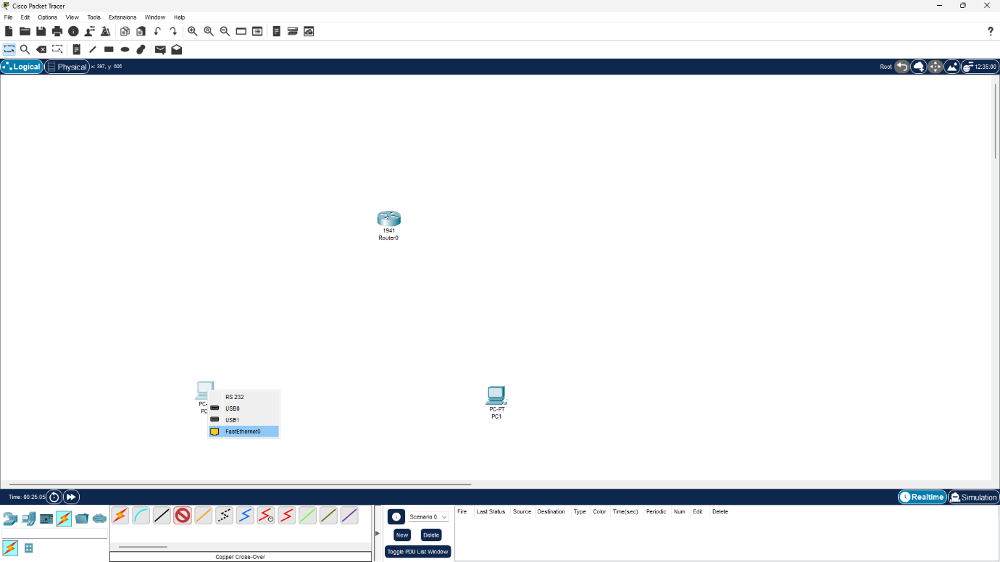 Cisco Packet Tracer
File Edit Options View Tools Extensions Window Help
Logical Physical x: 397, y: 605 Root 12:35:00
1941
Router0
PC-
PC
RS 232
USB0
USB1
FastEthernet0
PC-PT
PC1
Time: 00:25:05 Realtime Simulation
Scenario 0
New Delete
Toggle PDU List Window
Fire Last Status Source Destination Type Color Time(sec) Periodic Num Edit Delete
Copper Cross-Over